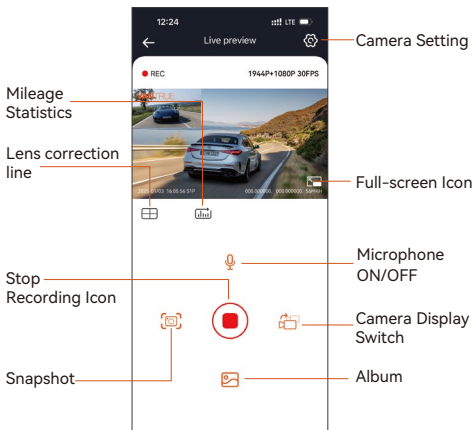 12:24
LTE
Live preview
Camera Setting
REC
1944P+1080P 30FPS
Mileage
Statistics
Lens correction
line
Full-screen Icon
Microphone
ON/OFF
Stop
Recording Icon
Camera Display
Switch
Snapshot
Album